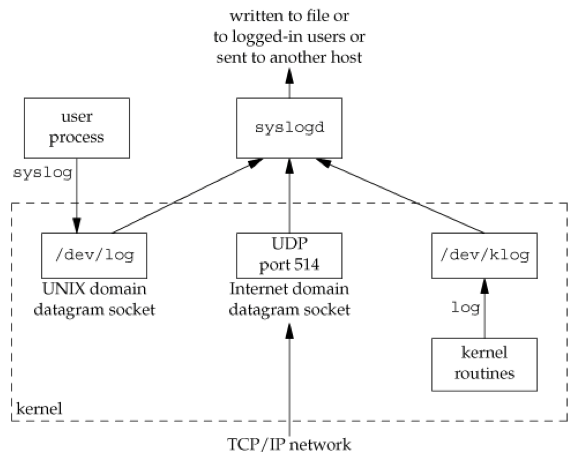 written to file or
to logged-in users or
sent to another host
user
process
syslogd
syslog
/dev/log
UNIX domain
datagram socket
UDP
port 514
Internet domain
datagram socket
/dev/klog
log
kernel
routines
kernel
TCP/IP network